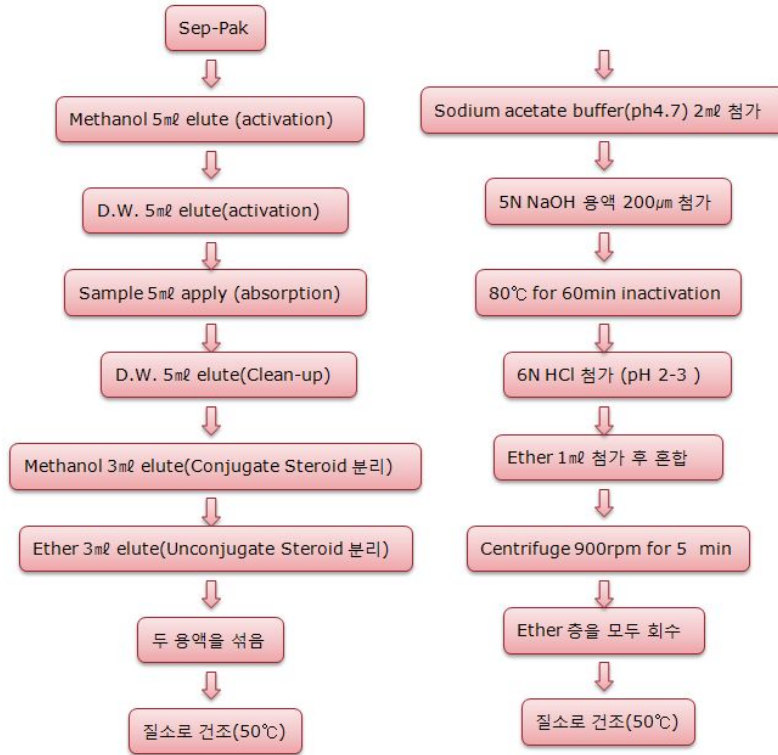 Sep-Pak
Methanol 5㎖ elute (activation)
D.W. 5㎖ elute(activation)
Sample 5㎖ apply (absorption)
D.W. 5㎖ elute(Clean-up)
Methanol 3㎖ elute(Conjugate Steroid 분리)
Ether 3㎖ elute(Unconjugate Steroid 분리)
두 용액을 섞음
질소로 건조(50℃)
Sodium acetate buffer(ph4.7) 2㎖ 첨가
5N NaOH 용액 200㎛ 첨가
80℃ for 60min inactivation
6N HCl 첨가 (pH 2-3 )
Ether 1㎖ 첨가 후 혼합
Centrifuge 900rpm for 5  min
Ether 층을 모두 회수
질소로 건조(50℃)